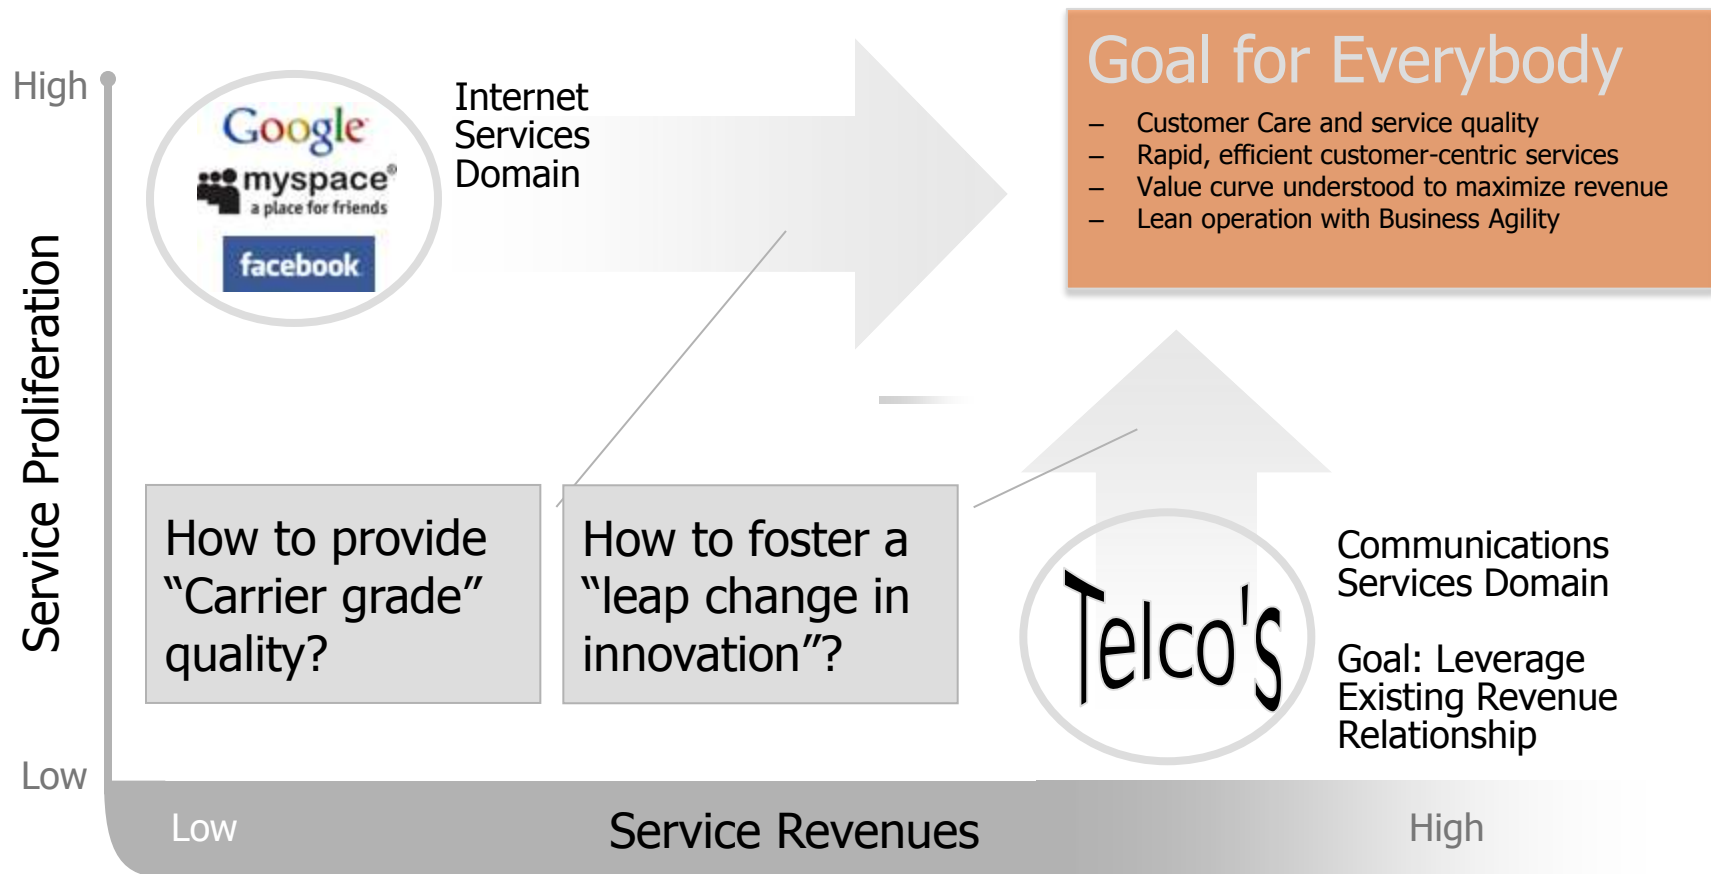 High
Google
myspace®
a place for friends
facebook
Internet
Services
Domain
Goal for Everybody
– Customer Care and service quality
– Rapid, efficient customer-centric services
– Value curve understood to maximize revenue
– Lean operation with Business Agility
Service Proliferation
How to provide
“Carrier grade”
quality?
How to foster a
“leap change in
innovation”?
Telco's
Communications
Services Domain
Goal: Leverage
Existing Revenue
Relationship
Low
Low
Service Revenues
High